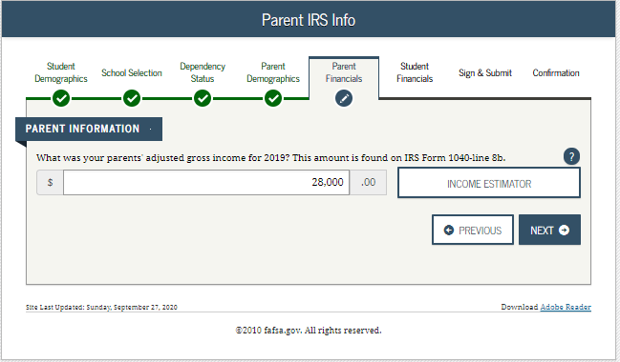 Parent IRS Info
Student Demographics
School Selection
Dependency Status
Parent Demographics
Parent Financials
Student Financials
Sign & Submit
Confirmation
PARENT INFORMATION
What was your parents' adjusted gross income for 2019? This amount is found on IRS Form 1040-line 8b.
?
$ 28,000 .00
INCOME ESTIMATOR
PREVIOUS
NEXT
Site Last Updated: Sunday, September 27, 2020
Download Adobe Reader
©2010 fafsa.gov. All rights reserved.